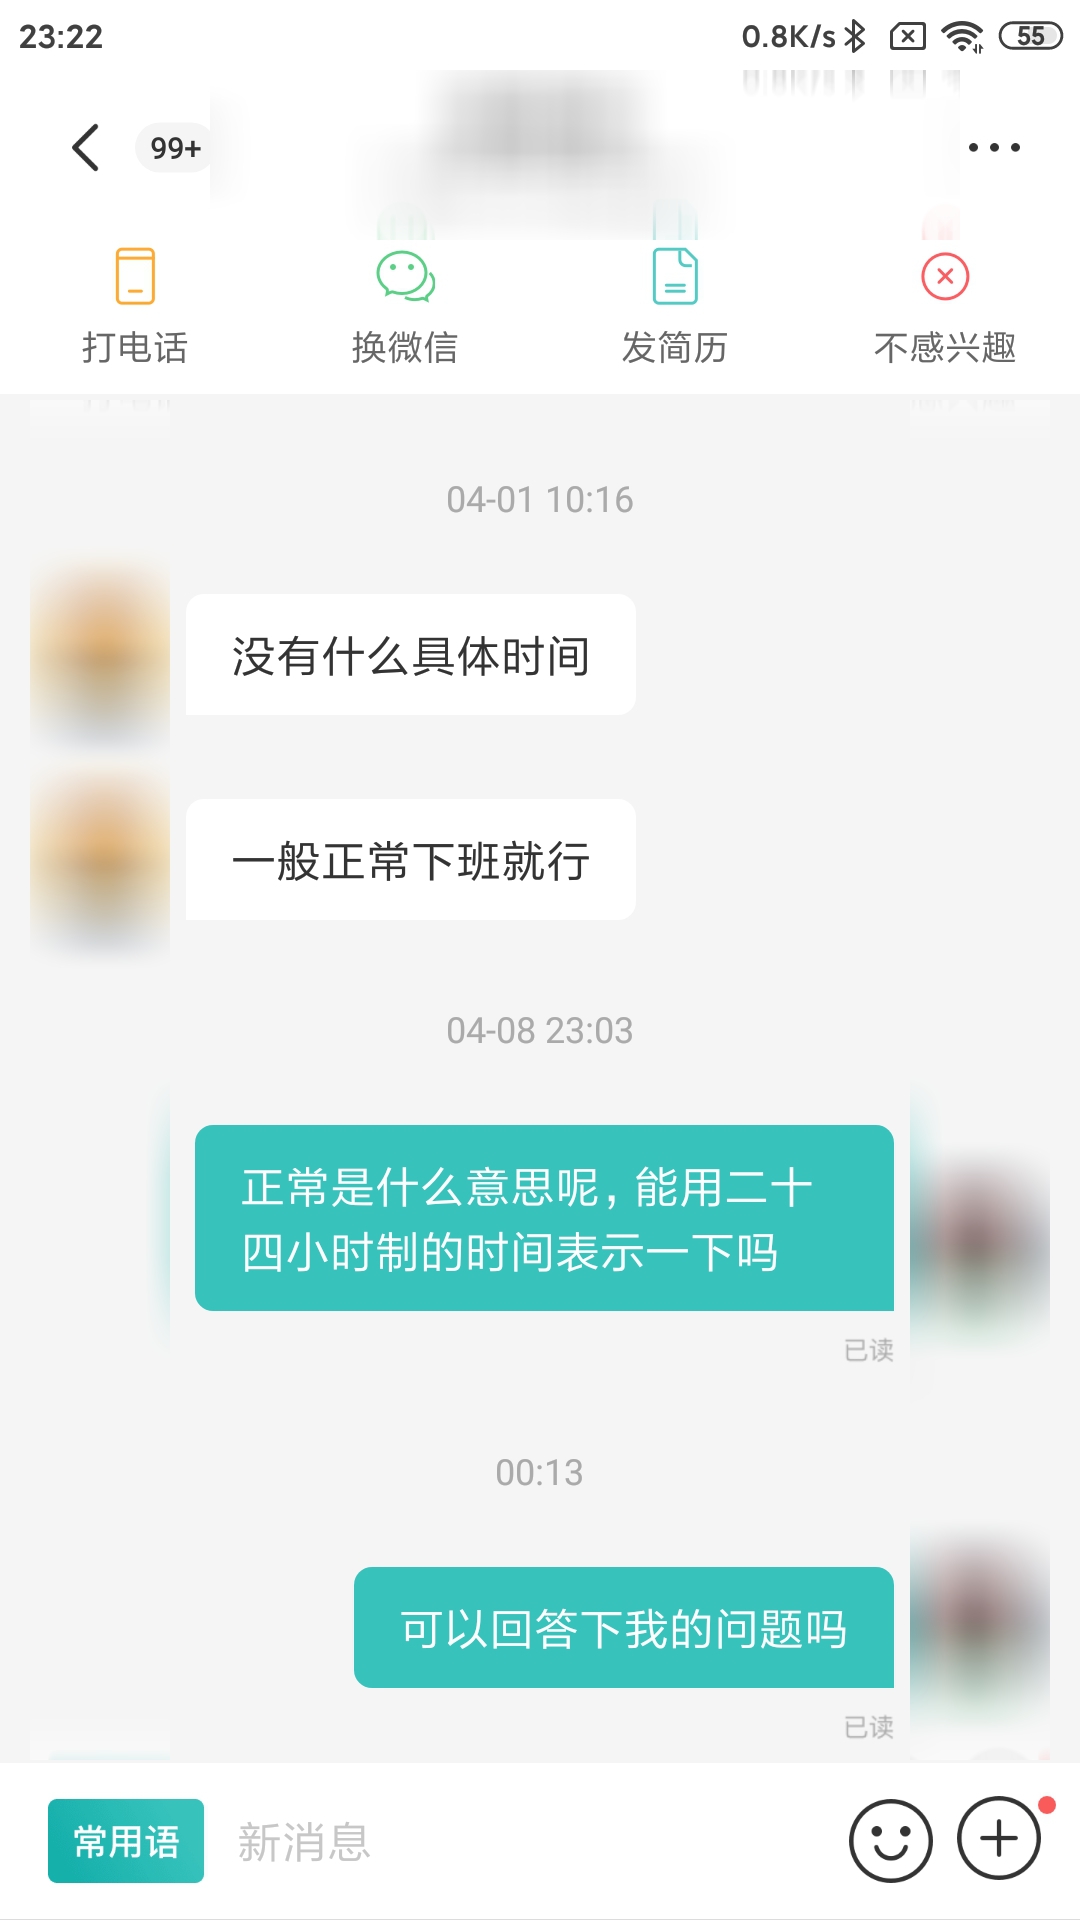 23:22
0.8K/s
55
99+
打电话
换微信
发简历
不感兴趣
04-01 10:16
没有什么具体时间
一般正常下班就行
04-08 23:03
正常是什么意思呢,能用二十
四小时制的时间表示一下吗
已读
00:13
可以回答下我的问题吗
已读
常用语
新消息